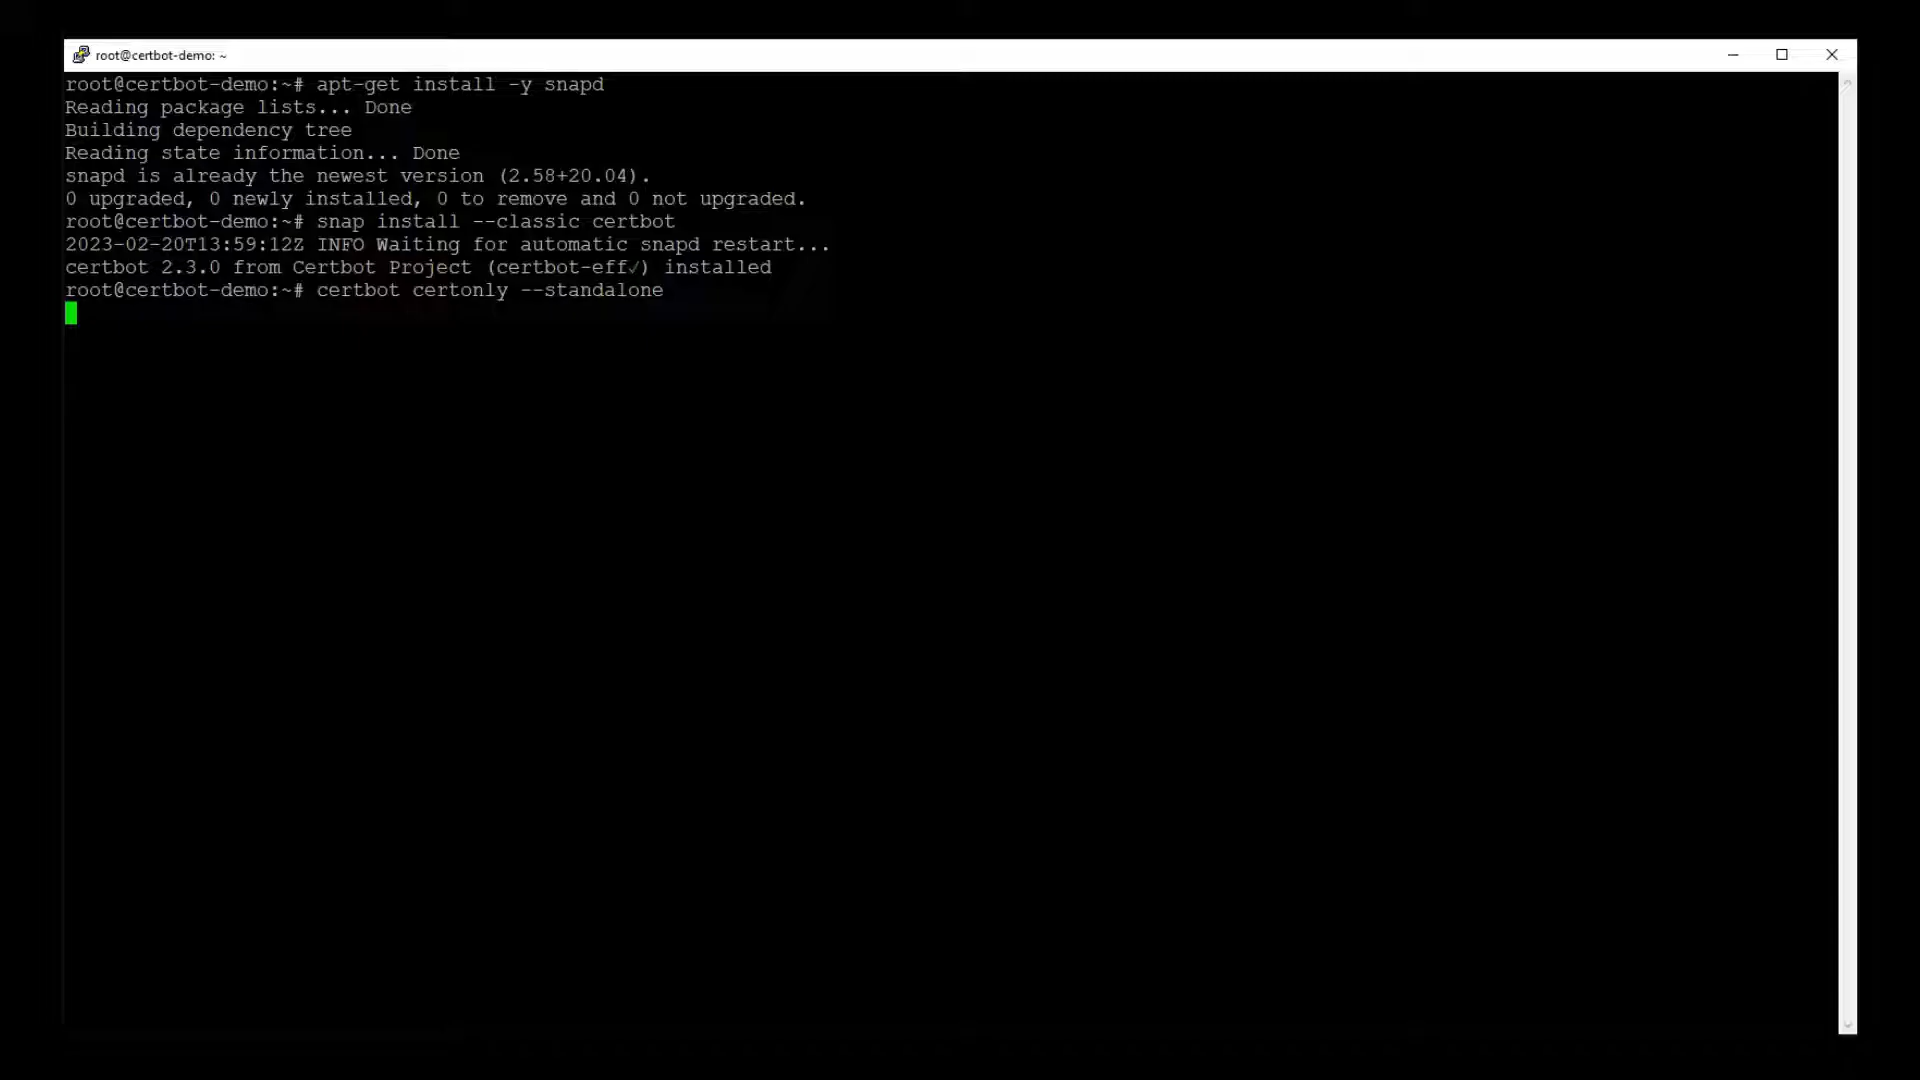 root@certbot-demo: ~
root@certbot-demo:~# apt-get install -y snapd
Reading package lists... Done
Building dependency tree
Reading state information... Done
snapd is already the newest version (2.58+20.04).
0 upgraded, 0 newly installed, 0 to remove and 0 not upgraded.
root@certbot-demo:~# snap install --classic certbot
2023-02-20T13:59:12Z INFO Waiting for automatic snapd restart...
certbot 2.3.0 from Certbot Project (certbot-eff✓) installed
root@certbot-demo:~# certbot certonly --standalone